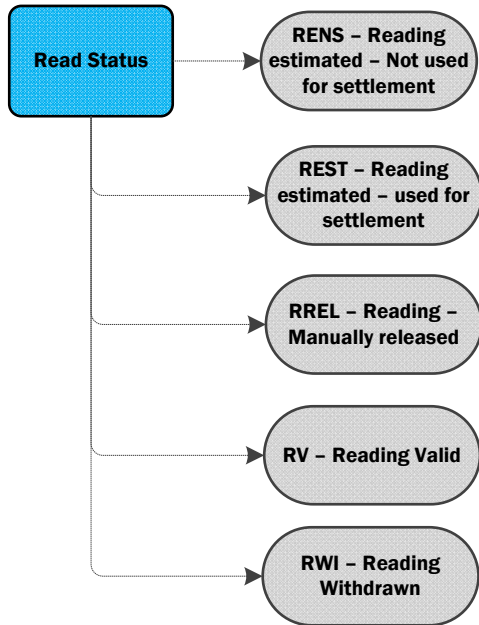 Read Status
RENS – Reading
estimated – Not used
for settlement
REST – Reading
estimated – used for
settlement
RREL – Reading –
Manually released
RV – Reading Valid
RWI – Reading
Withdrawn